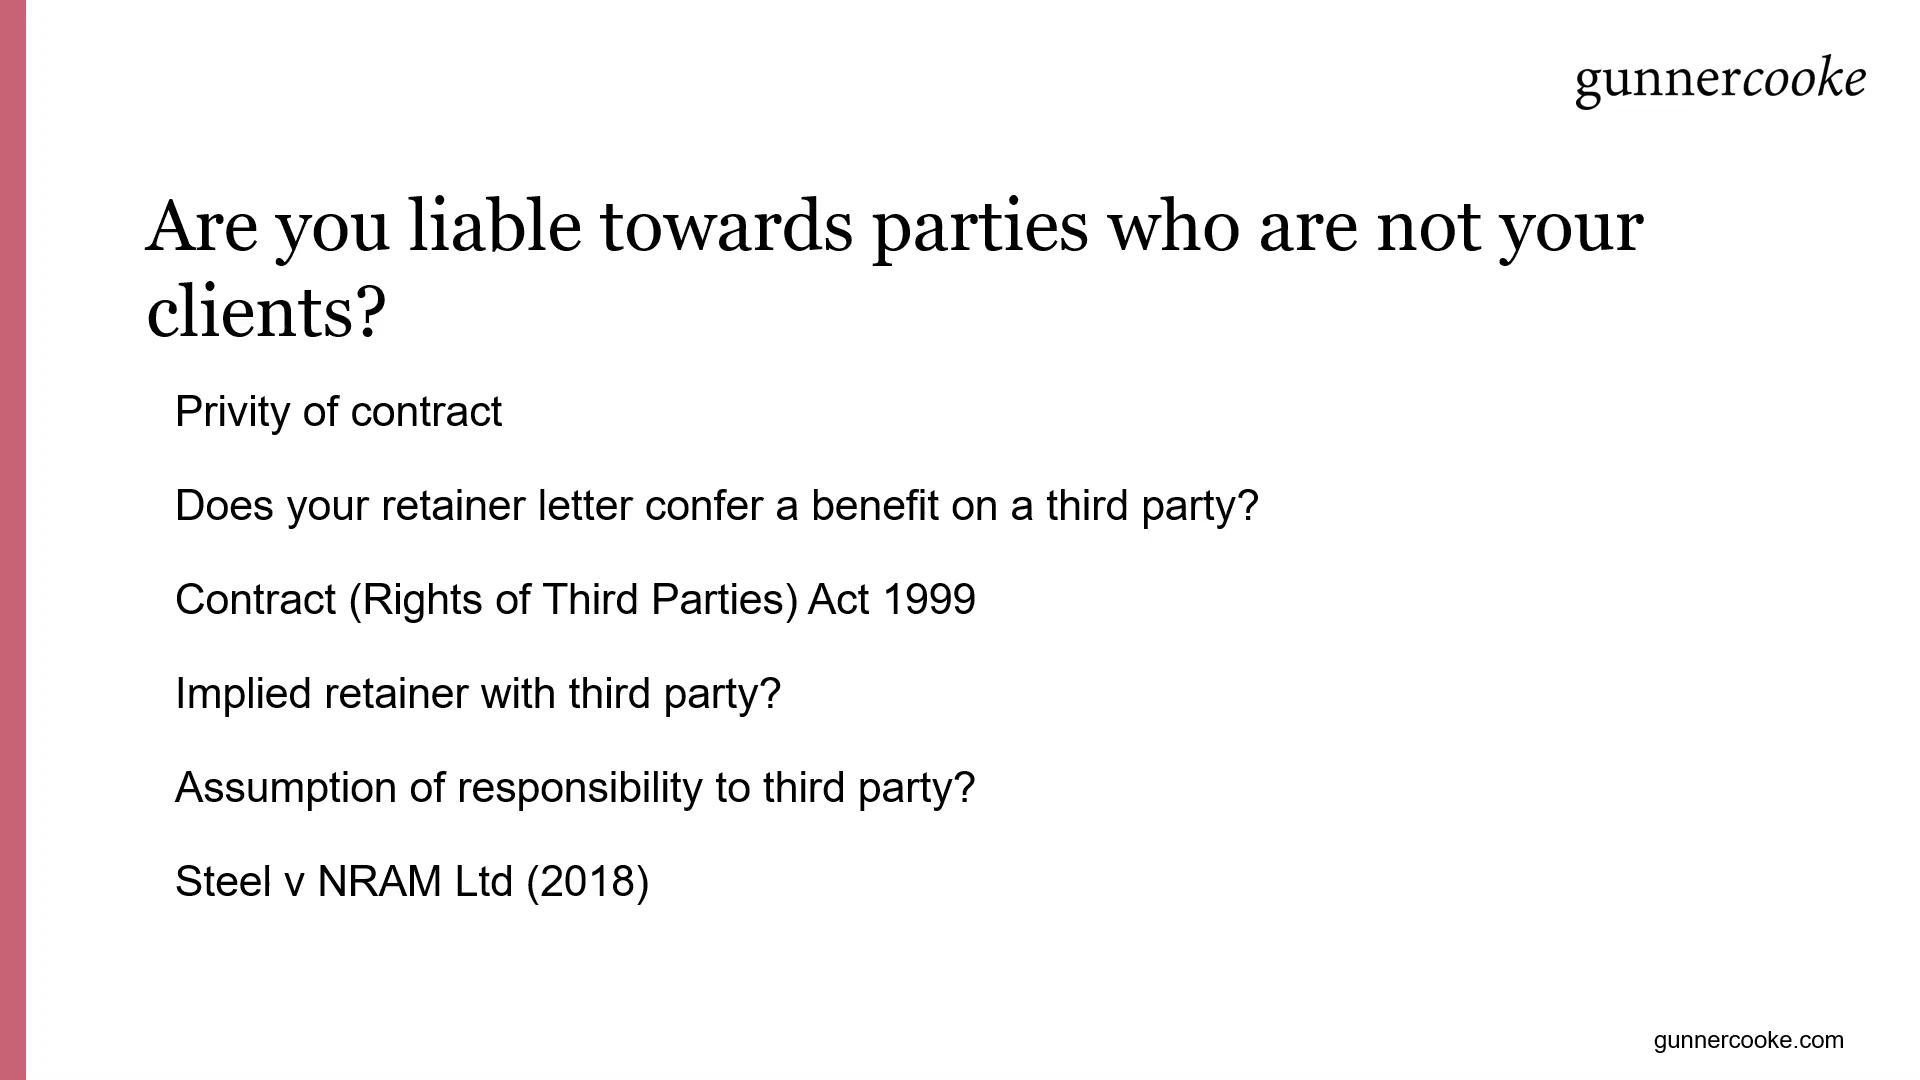 gunnercooke
Are you liable towards parties who are not your
clients?
Privity of contract
Does your retainer letter confer a benefit on a third party?
Contract (Rights of Third Parties) Act 1999
Implied retainer with third party?
Assumption of responsibility to third party?
Steel v NRAM Ltd (2018)
gunnercooke.com